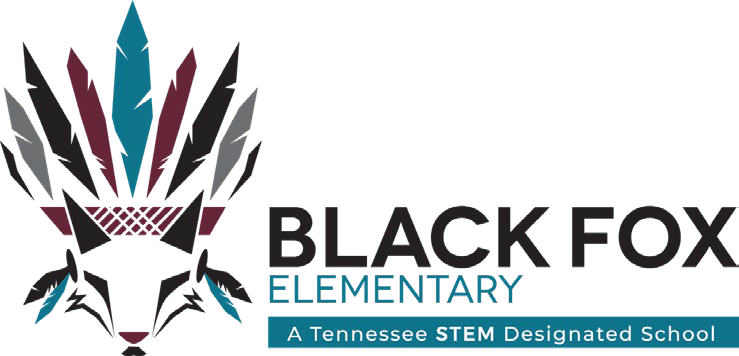 BLACK FOX
ELEMENTARY
A Tennessee STEM Designated School